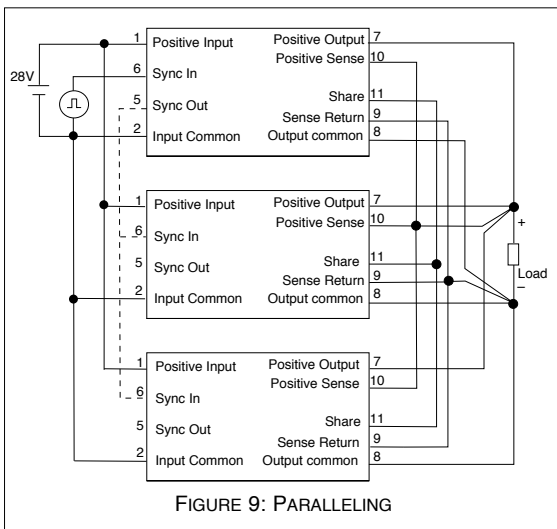 1 Positive Input Positive Output 7
Positive Sense 10
6 Sync In
28V
5 Sync Out Share 11
Sense Return 9
2 Input Common Output common 8
1 Positive Input Positive Output 7
Positive Sense 10
6 Sync In
5 Sync Out Share 11
Sense Return 9
2 Input Common Output common 8
+
Load
–
1 Positive Input Positive Output 7
Positive Sense 10
6 Sync In
5 Sync Out Share 11
Sense Return 9
2 Input Common Output common 8
FIGURE 9: PARALLELING